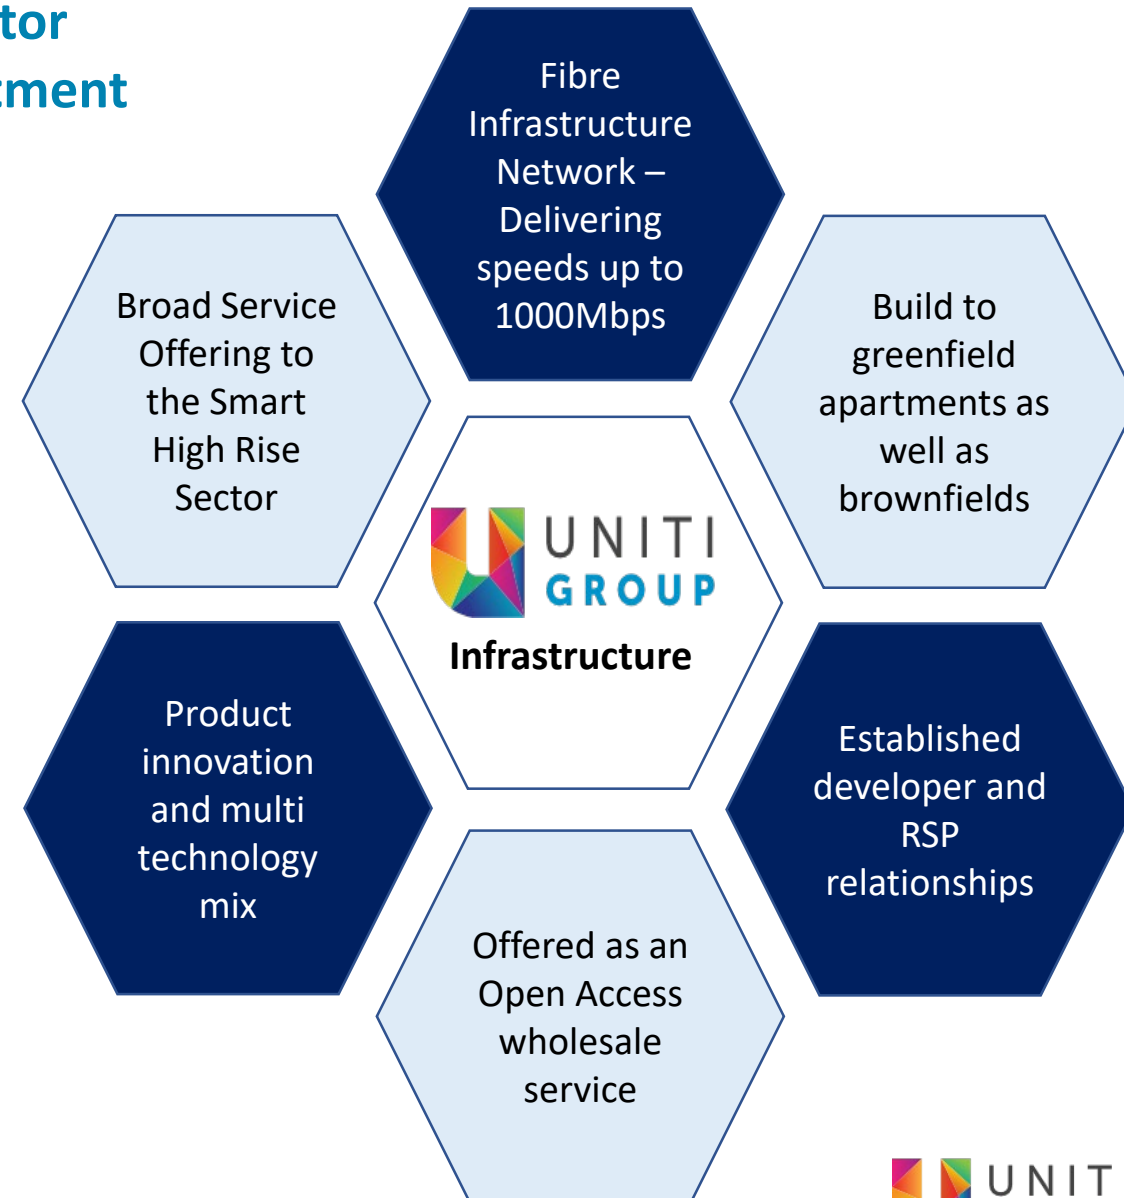 tor
tment
Fibre
Infrastructure
Network –
Delivering
speeds up to
1000Mbps
Broad Service
Offering to
the Smart
High Rise
Sector
Build to
greenfield
apartments as
well as
brownfields
UNITI
GROUP
Infrastructure
Product
innovation
and multi
technology
mix
Established
developer and
RSP
relationships
Offered as an
Open Access
wholesale
service
UNIT